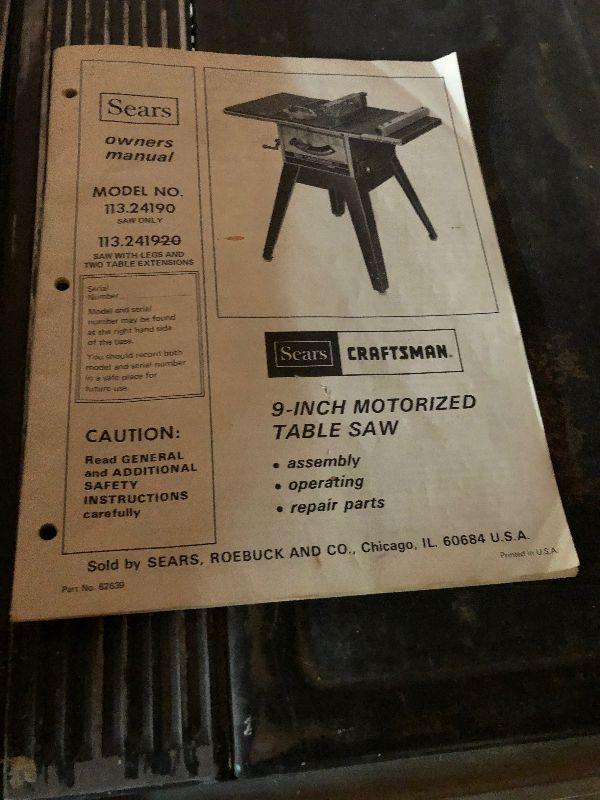 Sears
owners
manual
MODEL NO.
113.24190
SAW ONLY
113.241920
SAW WITH LEGS AND
TWO TABLE EXTENSIONS
Serial
Number
Model and serial
number may be found
at the right hand side
of the base.
You should record both
model and serial number
in a safe place for
future use.
CAUTION:
Read GENERAL
and ADDITIONAL
SAFETY
INSTRUCTIONS
carefully
Sears CRAFTSMAN.
9-INCH MOTORIZED
TABLE SAW
• assembly
• operating
• repair parts
Sold by SEARS, ROEBUCK AND CO., Chicago, IL. 60684 U.S.A.
Part No. 62639
Printed in U.S.A.